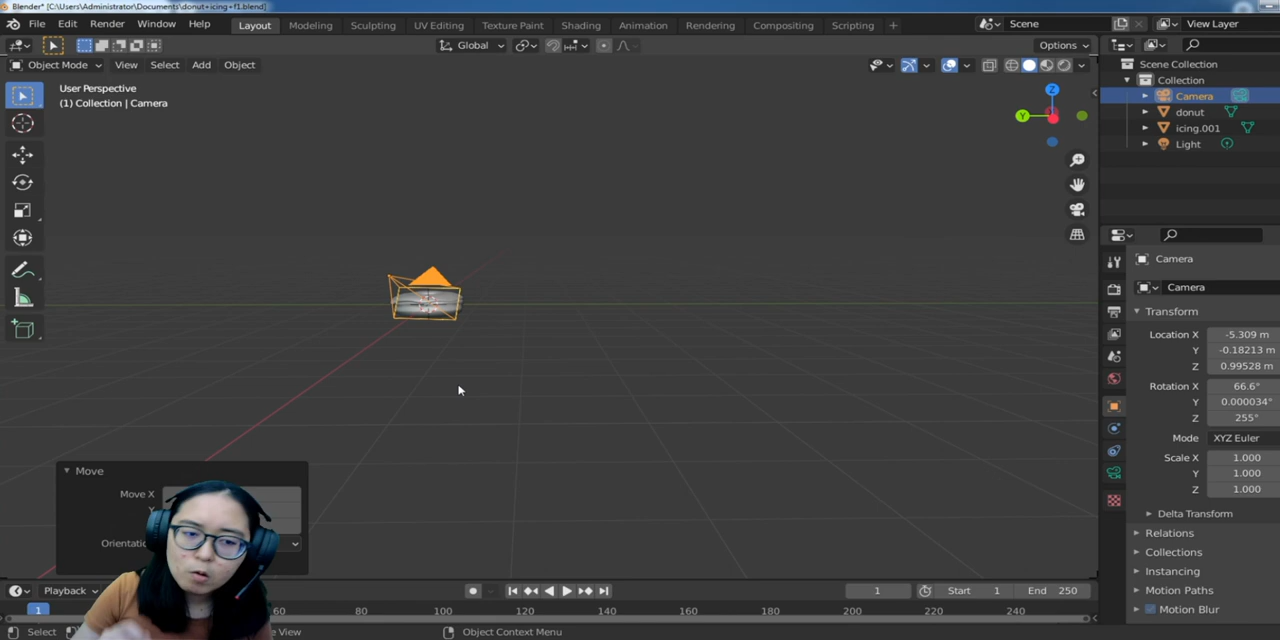 Blender* [C:\Users\Administrator\Documents\donut+icing+f1.blend]
File Edit Render Window Help Layout Modeling Sculpting UV Editing Texture Paint Shading Animation Rendering Compositing Scripting + Scene View Layer
Global Options
Object Mode View Select Add Object
User Perspective
(1) Collection | Camera
Z
Y
Scene Collection
Collection
Camera
donut
icing.001
Light
Camera
Camera
Transform
Location X -5.309 m
Y -0.18213 m
Z 0.99528 m
Rotation X 66.6°
Y 0.000034°
Z 255°
Mode XYZ Euler
Scale X 1.000
Y 1.000
Z 1.000
Delta Transform
Relations
Collections
Instancing
Motion Paths
Motion Blur
Move
Move X
Playback 1 Start 1 End 250
1 60 80 100 120 140 160 180 200 220 240
Select View Object Context Menu